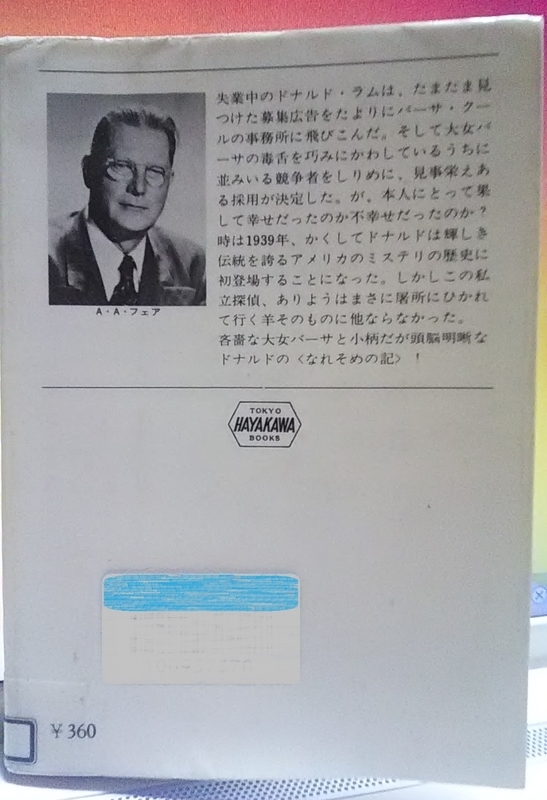 失業中のドナルド・ラムは、たまたま見
つけた募集広告をたよりにバーサ・クー
ルの事務所に飛びこんだ。そして大女バ
ーサの毒舌を巧みにかわしているうちに
並みいる競争者をしりめに、見事栄えあ
る採用が決定した。が、本人にとって果
して幸せだったのか不幸せだったのか？
時は1939年、かくしてドナルドは輝しき
伝統を誇るアメリカのミステリの歴史に
初登場することになった。しかしこの私
立探偵、ありようはまさに屠所にひかれ
て行く羊そのものに他ならなかった。
吝嗇な大女バーサと小柄だが頭脳明晰な
ドナルドの〈なれそめの記〉！
A・A・フェア
TOKYO
HAYAKAWA
BOOKS
￥360